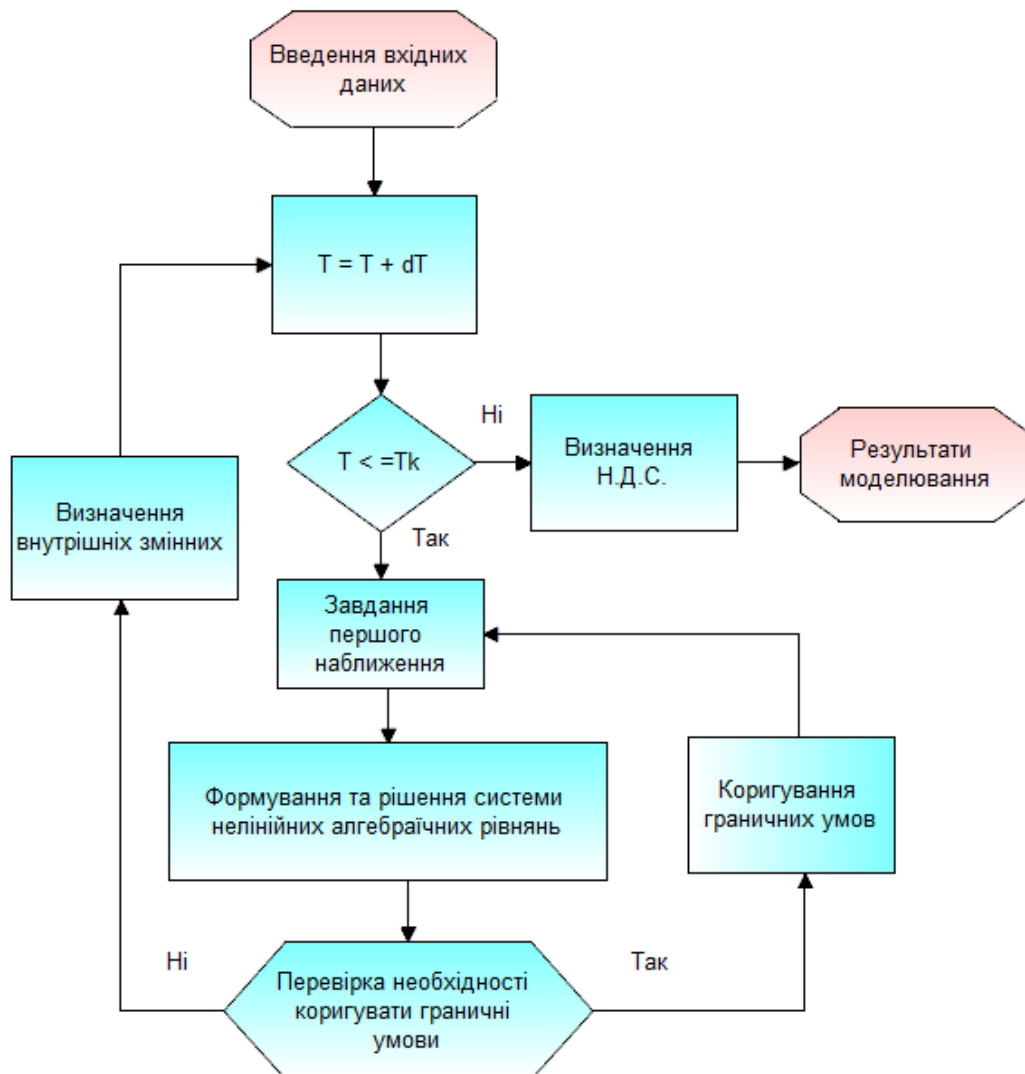 Введення вхідних
даних
T = T + dT
T < =Tk
Ні
Визначення
Н.Д.С.
Результати
моделювання
Визначення
внутрішніх змінних
Так
Завдання
першого
наближення
Формування та рішення системи
нелінійних алгебраїчних рівнянь
Коригування
граничних умов
Ні
Перевірка необхідності
коригувати граничні
умови
Так